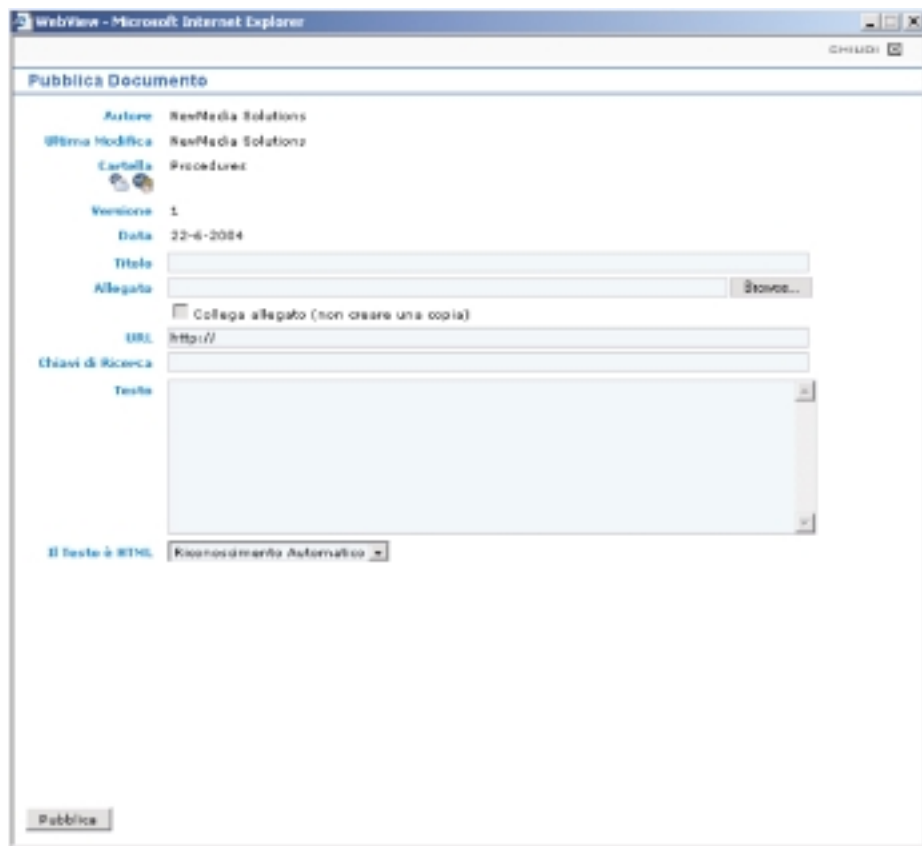 WebView - Microsoft Internet Explorer
CHIUDI
Pubblica Documento
Autore NewMedia Solutions
Ultima Modifica NewMedia Solutions
Cartella Procedures
Versione 1
Data 22-6-2004
Titolo
Allegato Browse...
Collega allegato (non creare una copia)
URL http://
Chiavi di Ricerca
Testo
Il Testo è HTML Riconoscimento Automatico
Pubblica